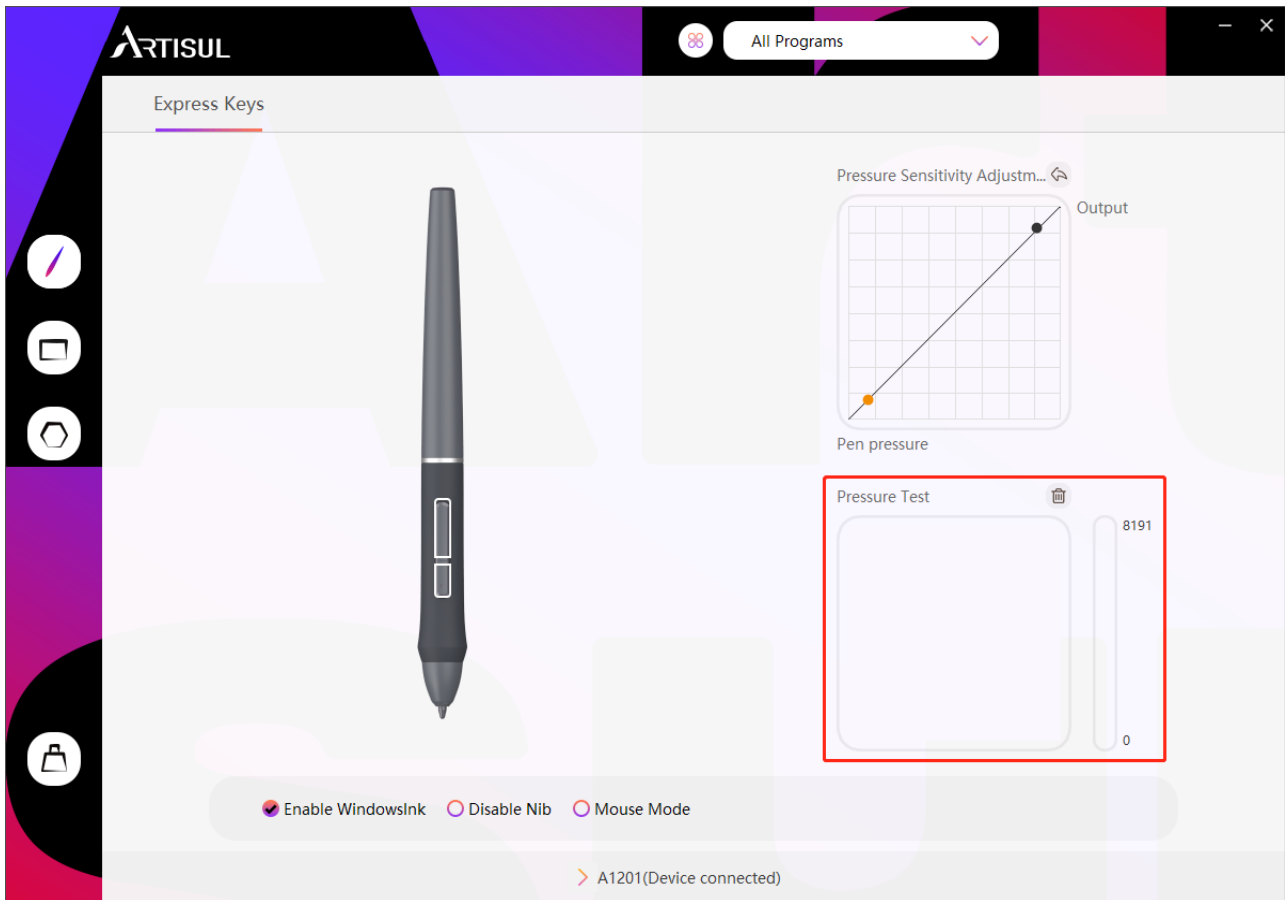 ARTISUL
All Programs
Express Keys
Pressure Sensitivity Adjustm...
Output
Pen pressure
Pressure Test
8191
0
Enable WindowsInk
Disable Nib
Mouse Mode
A1201(Device connected)